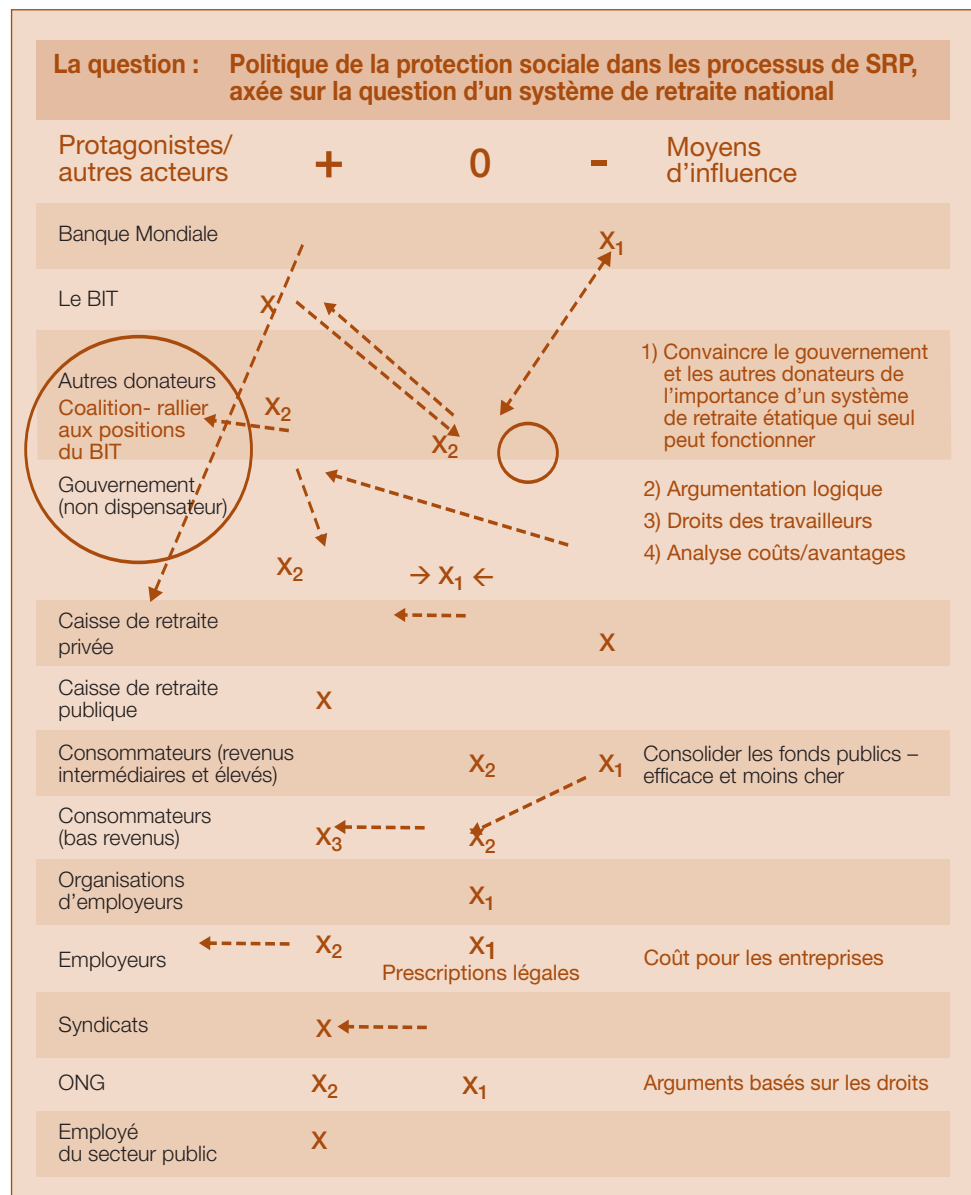 La question : Politique de la protection sociale dans les processus de SRP,
axée sur la question d’un système de retraite national
Protagonistes/
autres acteurs
+ 0 -
Moyens
d’influence
Banque Mondiale
X1
Le BIT
X
Autres donateurs
Coalition- rallier
aux positions
du BIT
X2
X2
1) Convaincre le gouvernement
et les autres donateurs de
l’importance d’un système
de retraite étatique qui seul
peut fonctionner
Gouvernement
(non dispensateur)
X2
→ X1 ←
2) Argumentation logique
3) Droits des travailleurs
4) Analyse coûts/avantages
Caisse de retraite
privée
X
Caisse de retraite
publique
X
Consommateurs (revenus
intermédiaires et élevés)
X2 X1
Consolider les fonds publics –
efficace et moins cher
Consommateurs
(bas revenus)
X3 X2
Organisations
d’employeurs
X1
Employeurs
X2 X1
Prescriptions légales
Coût pour les entreprises
Syndicats
X
ONG
X2 X1
Arguments basés sur les droits
Employé
du secteur public
X